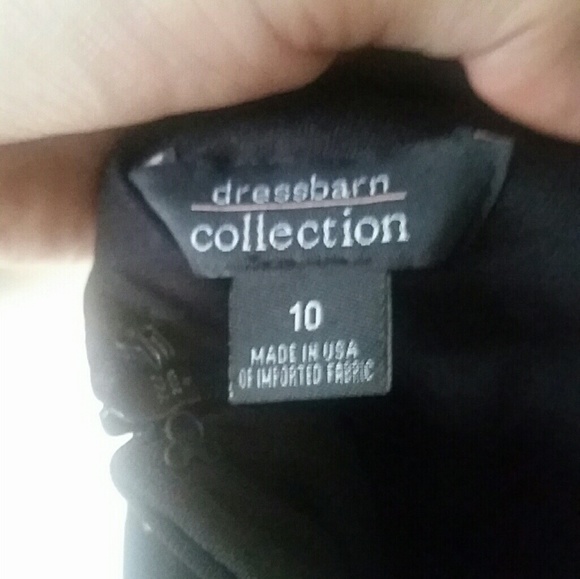 dressbarn
collection
10
MADE IN USA
OF IMPORTED FABRIC